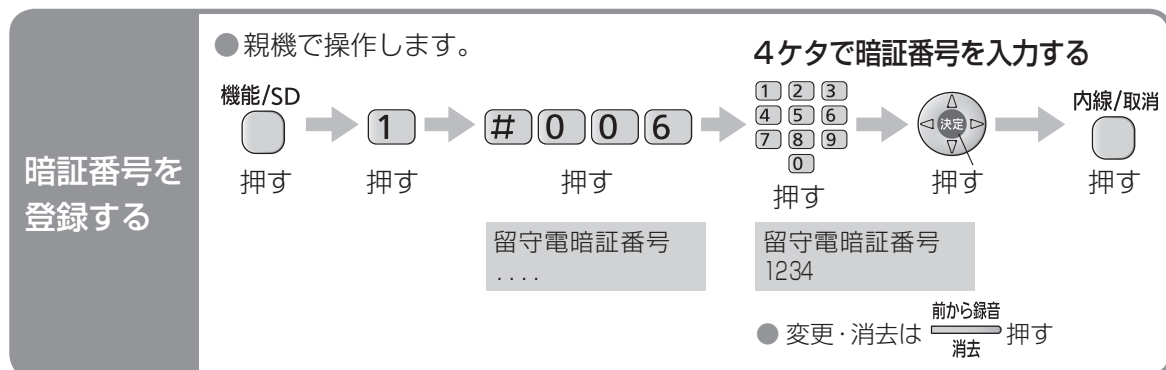 暗証番号を
登録する
●親機で操作します。
機能/SD
押す
1
押す
#006
押す
留守電暗証番号
....
4ケタで暗証番号を入力する
1 2 3
4 5 6
7 8 9
0
押す
留守電暗証番号
1234
決定
押す
内線/取消
押す
● 変更・消去は 前から録音 消去 押す